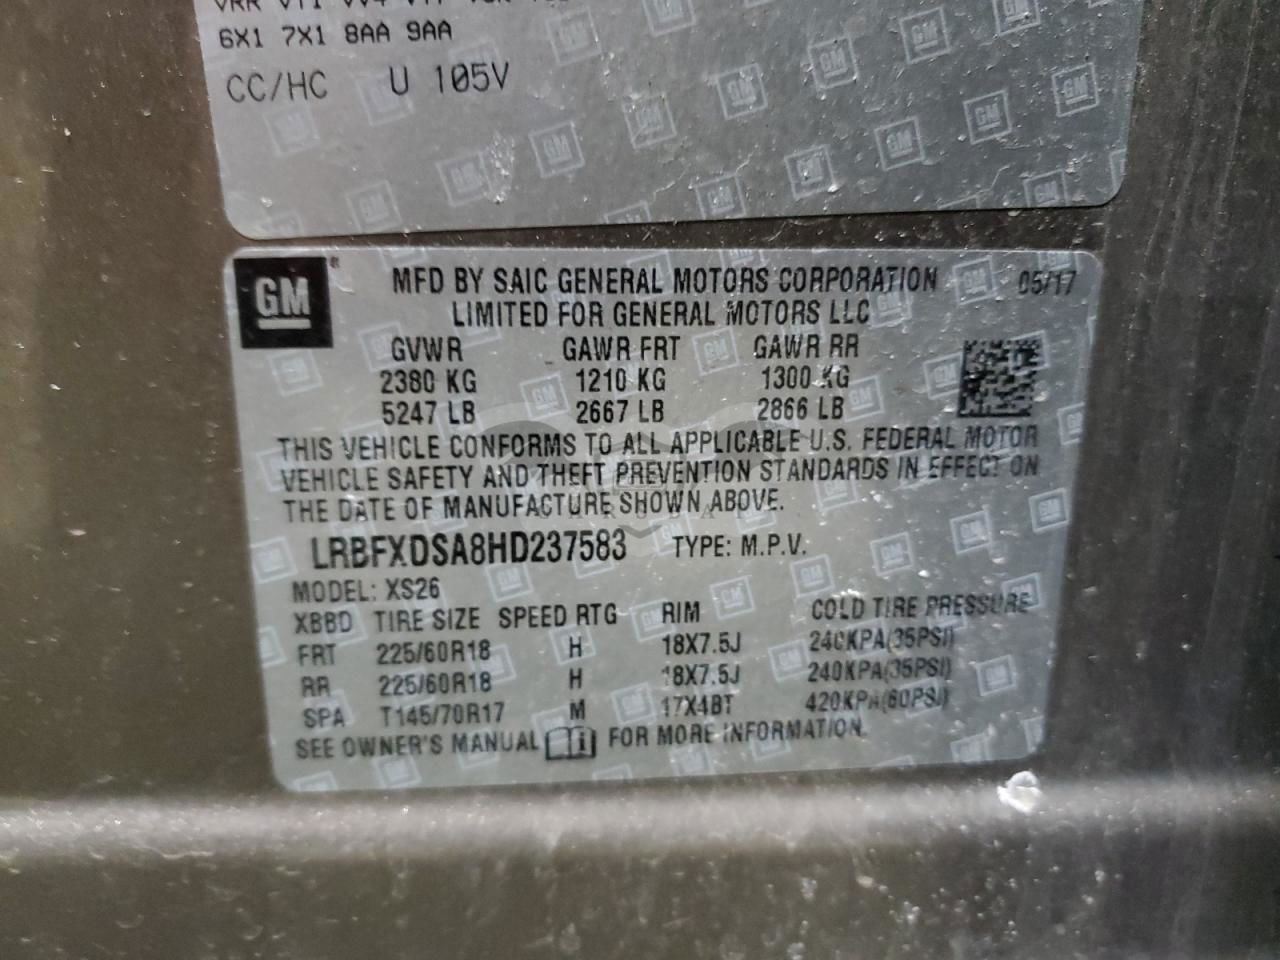 6X1 7X1 8AA 9AA
CC/HC U 105V
GM
MFD BY SAIC GENERAL MOTORS CORPORATION 05/17
LIMITED FOR GENERAL MOTORS LLC
GVWR GAWR FRT GAWR RR
2380 KG 1210 KG 1300 KG
5247 LB 2667 LB 2866 LB
THIS VEHICLE CONFORMS TO ALL APPLICABLE U.S. FEDERAL MOTOR
VEHICLE SAFETY AND THEFT PREVENTION STANDARDS IN EFFECT ON
THE DATE OF MANUFACTURE SHOWN ABOVE.
LRBFXDSA8HD237583 TYPE: M.P.V.
MODEL: XS26
XBBD TIRE SIZE SPEED RTG RIM COLD TIRE PRESSURE
FRT 225/60R18 H 18X7.5J 240KPA(35PSI)
RR 225/60R18 H 18X7.5J 240KPA(35PSI)
SPA T145/70R17 M 17X4BT 420KPA(60PSI)
SEE OWNER'S MANUAL FOR MORE INFORMATION.